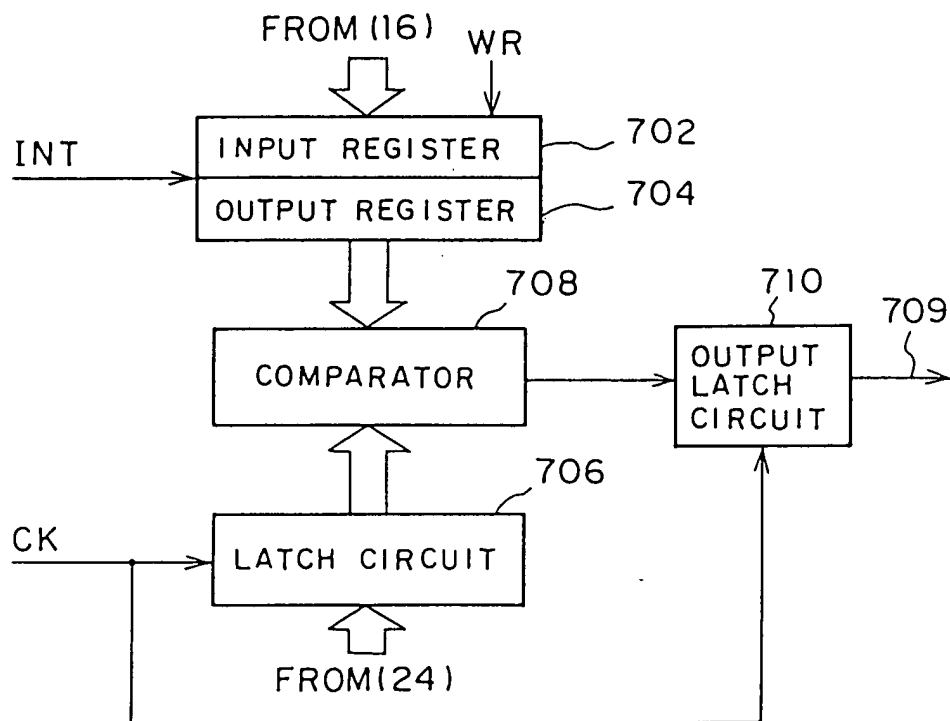 FROM (16)
WR
INPUT REGISTER
702
INT
OUTPUT REGISTER
704
708
710
709
COMPARATOR
OUTPUT
LATCH
CIRCUIT
706
CK
LATCH CIRCUIT
FROM (24)